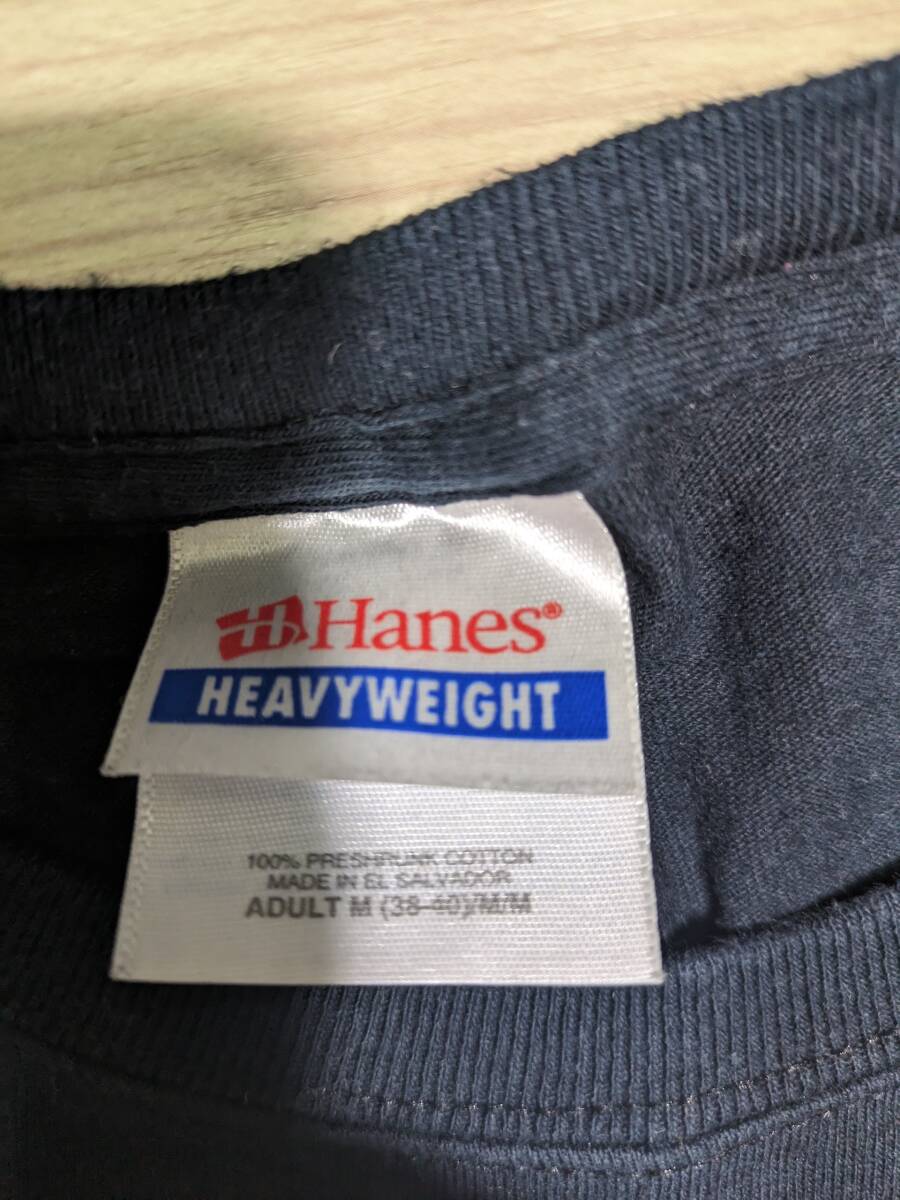 Hanes®
HEAVYWEIGHT
100% PRESHRUNK COTTON
MADE IN EL SALVADOR
ADULT M (38-40)/M/M